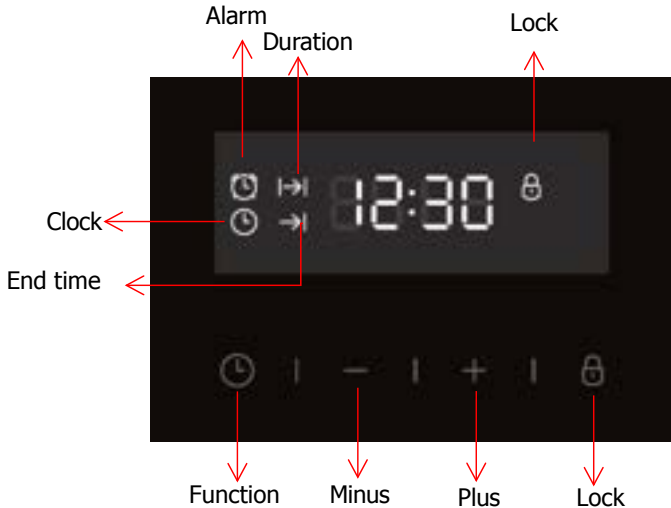 Alarm
Duration
Lock
12:30
Clock
End time
Function
Minus
Plus
Lock